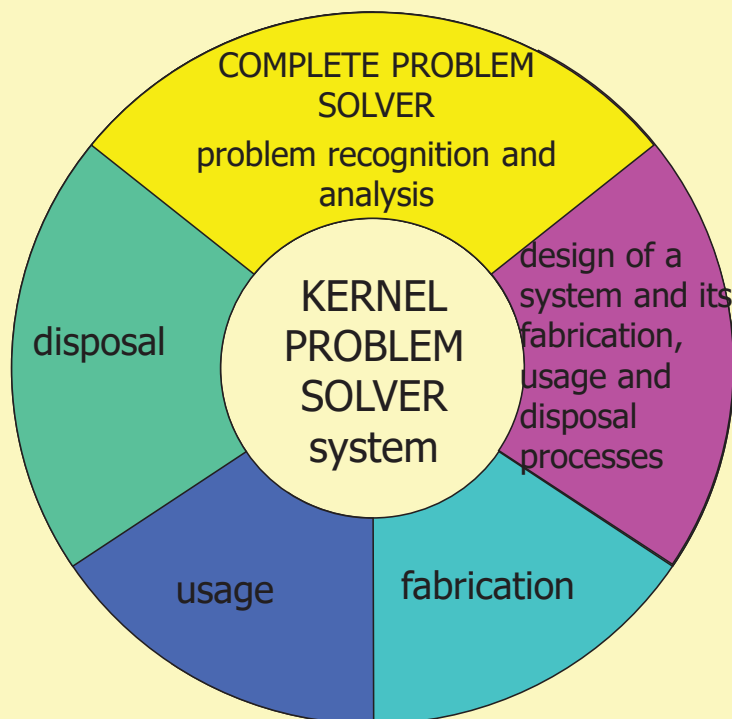 COMPLETE PROBLEM
SOLVER
problem recognition and
analysis
design of a
system and its
fabrication,
usage and
disposal
processes
KERNEL
PROBLEM
SOLVER
system
disposal
usage
fabrication